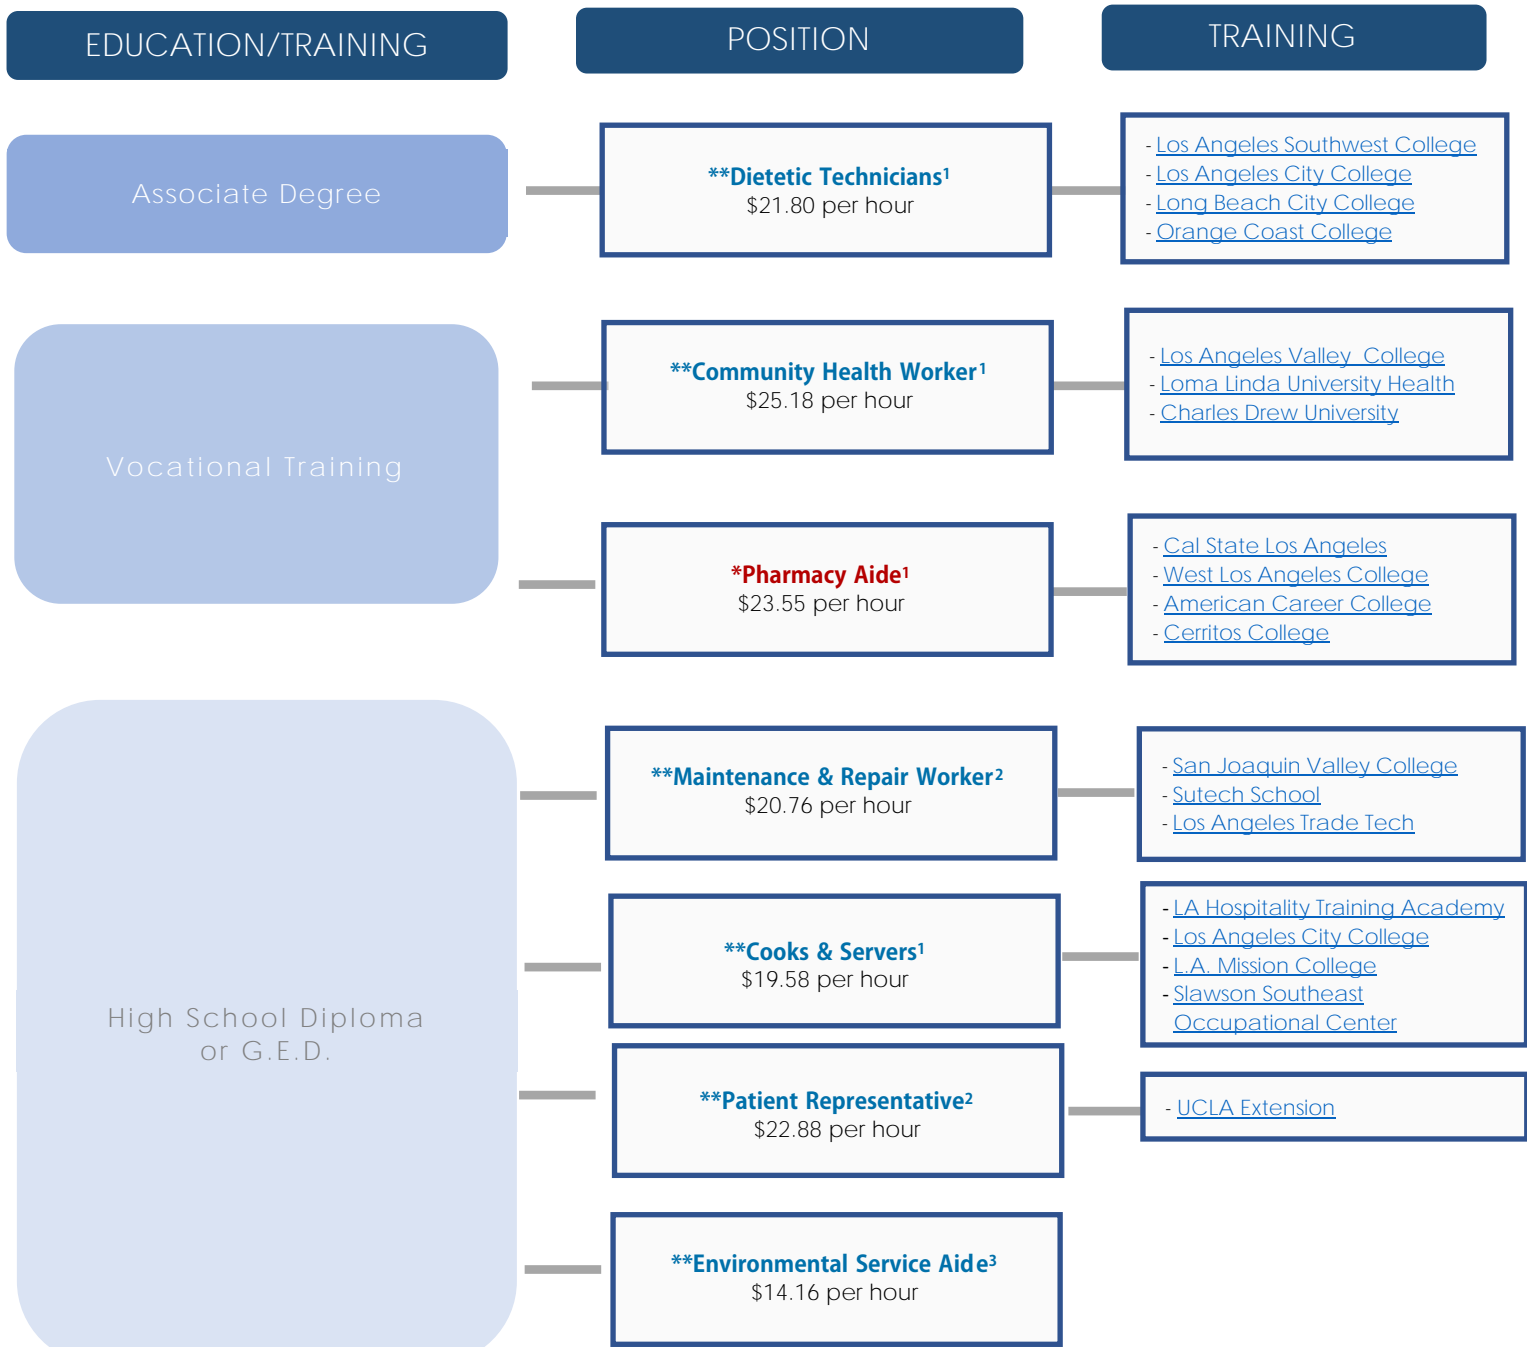 EDUCATION/TRAINING
POSITION
TRAINING
Associate Degree
**Dietetic Technicians¹
$21.80 per hour
- Los Angeles Southwest College
- Los Angeles City College
- Long Beach City College
- Orange Coast College
Vocational Training
**Community Health Worker¹
$25.18 per hour
- Los Angeles Valley College
- Loma Linda University Health
- Charles Drew University
*Pharmacy Aide¹
$23.55 per hour
- Cal State Los Angeles
- West Los Angeles College
- American Career College
- Cerritos College
High School Diploma
or G.E.D.
**Maintenance & Repair Worker²
$20.76 per hour
- San Joaquin Valley College
- Sutech School
- Los Angeles Trade Tech
**Cooks & Servers¹
$19.58 per hour
- LA Hospitality Training Academy
- Los Angeles City College
- L.A. Mission College
- Slawson Southeast
Occupational Center
**Patient Representative²
$22.88 per hour
- UCLA Extension
**Environmental Service Aide³
$14.16 per hour